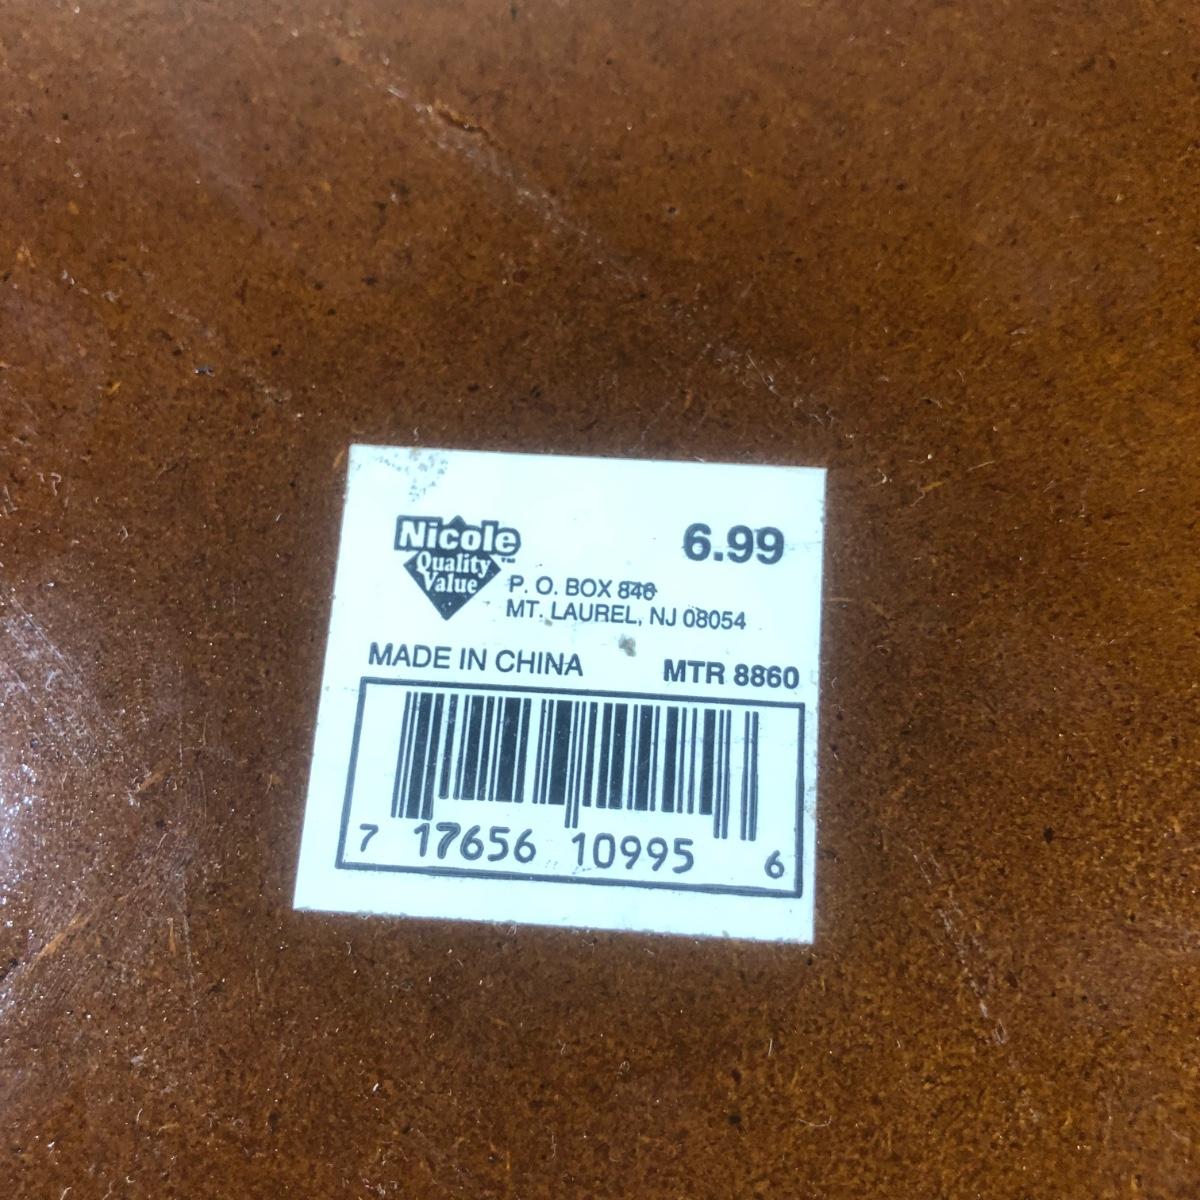 Nicole
Quality
Value™
6.99
P. O. BOX 846
MT. LAUREL, NJ 08054
MADE IN CHINA
MTR 8860
7 17656 10995 6